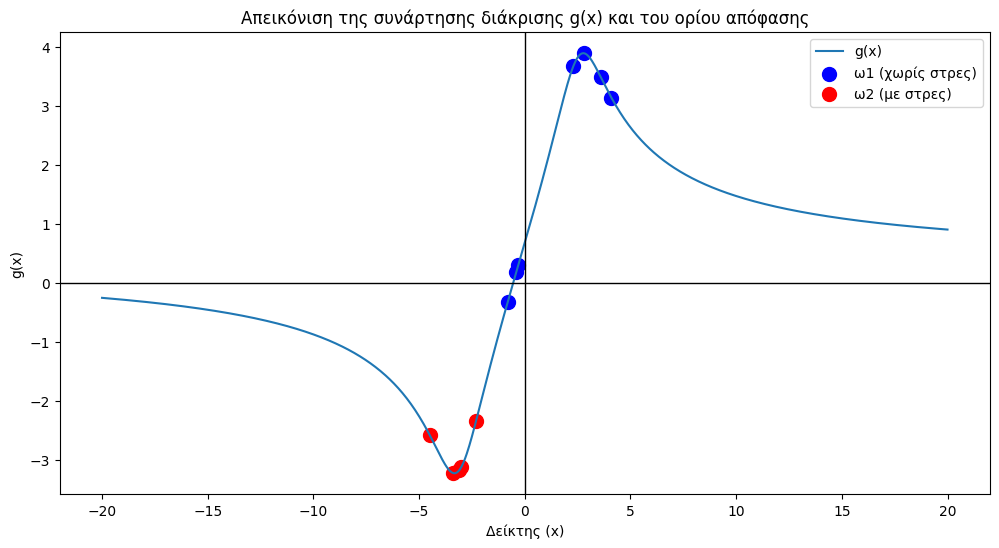 Απεικόνιση της συνάρτησης διάκρισης g(x) και του ορίου απόφασης
g(x)
ω1 (χωρίς στρες)
ω2 (με στρες)
4
3
2
1
0
−1
−2
−3
g(x)
−20 −15 −10 −5 0 5 10 15 20
Δείκτης (x)